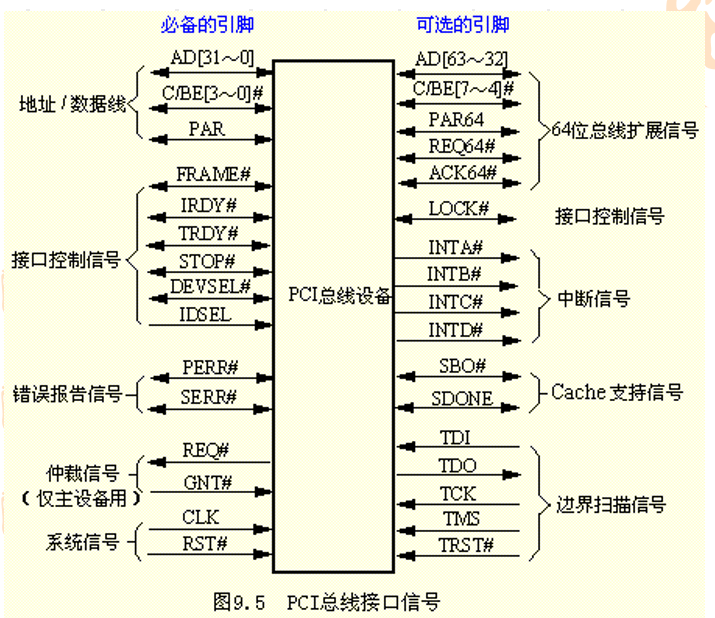 必备的引脚
可选的引脚
地址/数据线
AD[31～0]
C/BE[3～0]#
PAR
接口控制信号
FRAME#
IRDY#
TRDY#
STOP#
DEVSEL#
IDSEL
错误报告信号
PERR#
SERR#
仲裁信号
(仅主设备用)
REQ#
GNT#
系统信号
CLK
RST#
PCI总线设备
AD[63～32]
C/BE[7～4]#
PAR64
REQ64#
ACK64#
64位总线扩展信号
LOCK#
接口控制信号
INTA#
INTB#
INTC#
INTD#
中断信号
SBO#
SDONE
Cache支持信号
TDI
TDO
TCK
TMS
TRST#
边界扫描信号
图9.5 PCI总线接口信号